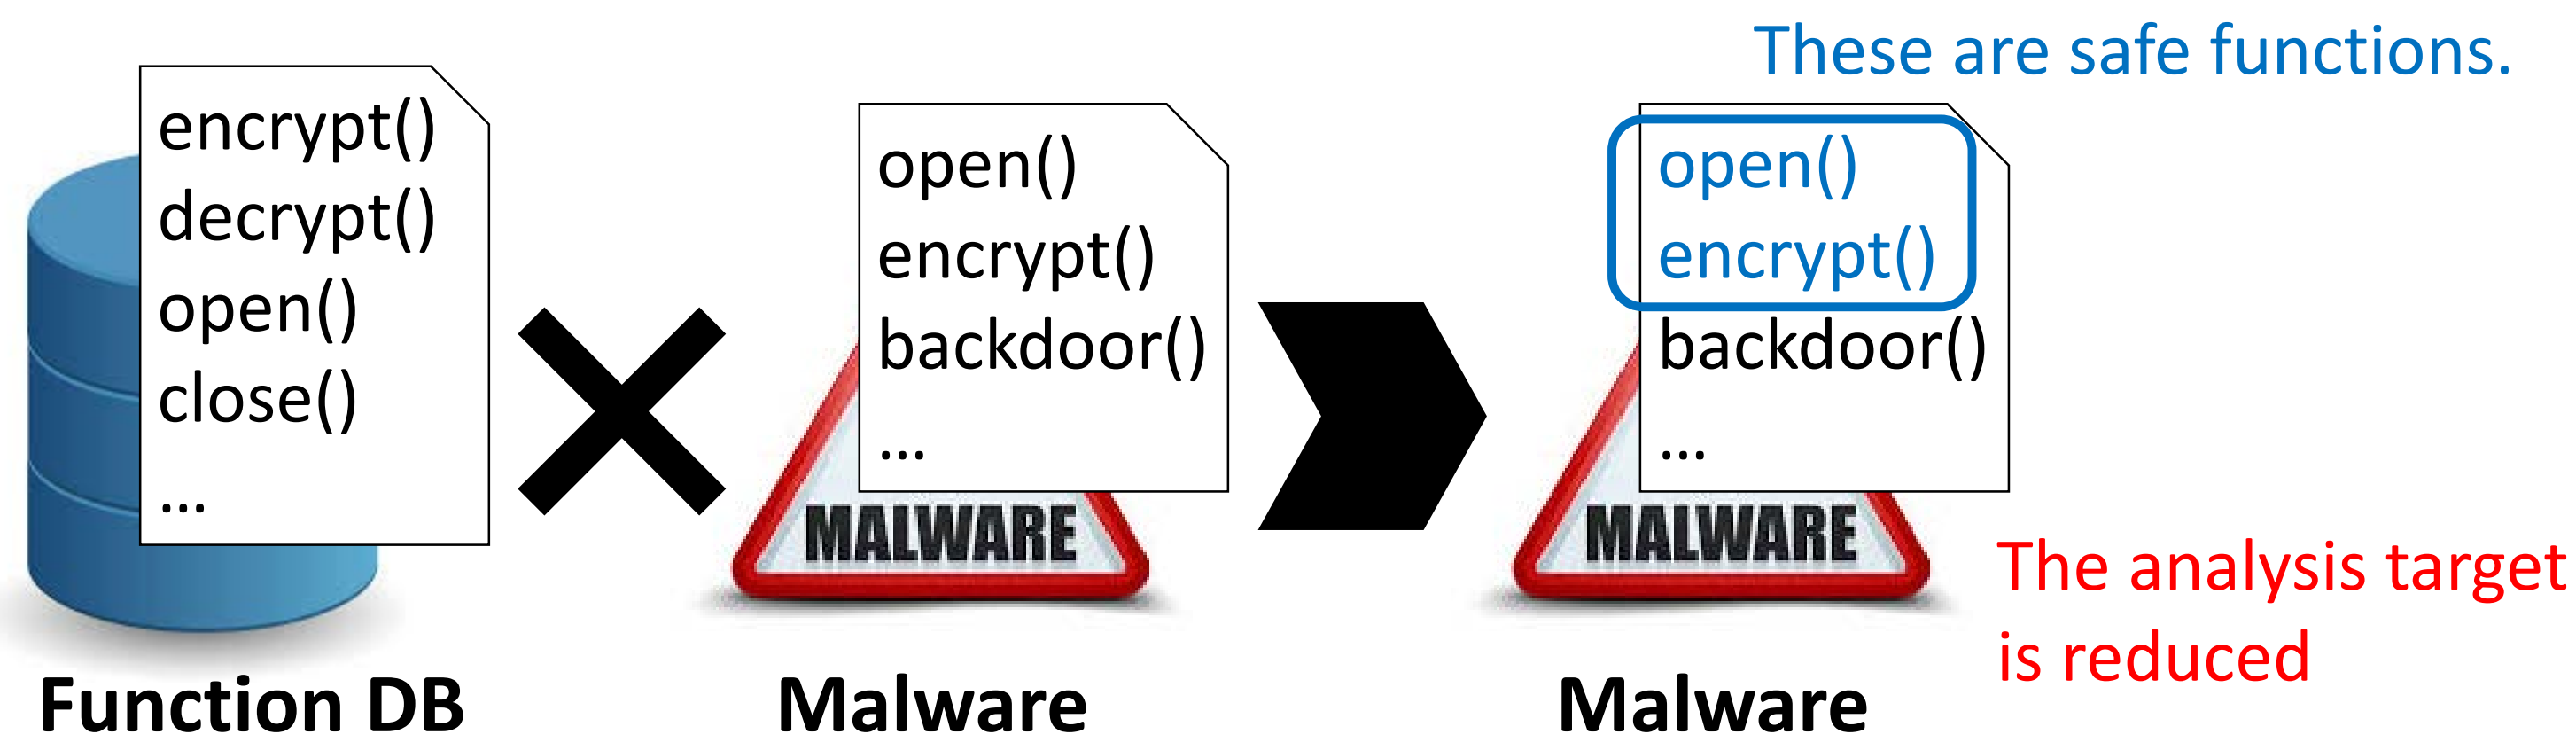 These are safe functions.
encrypt()
decrypt()
open()
close()
...
Function DB
open()
encrypt()
backdoor()
...
MALWARE
Malware
open()
encrypt()
backdoor()
...
MALWARE
Malware
The analysis target
is reduced